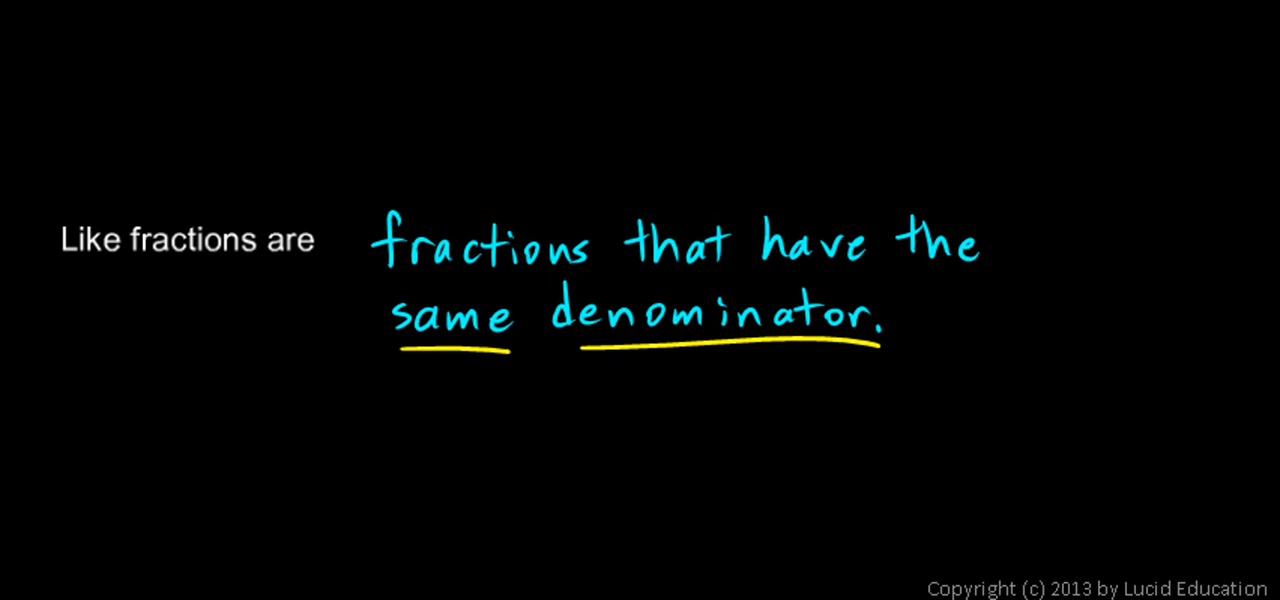 Like fractions are fractions that have the
same denominator.
Copyright (c) 2013 by Lucid Education